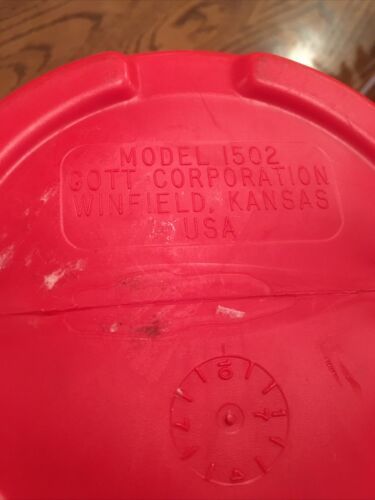 MODEL 1502
GOTT CORPORATION
WINFIELD, KANSAS
USA